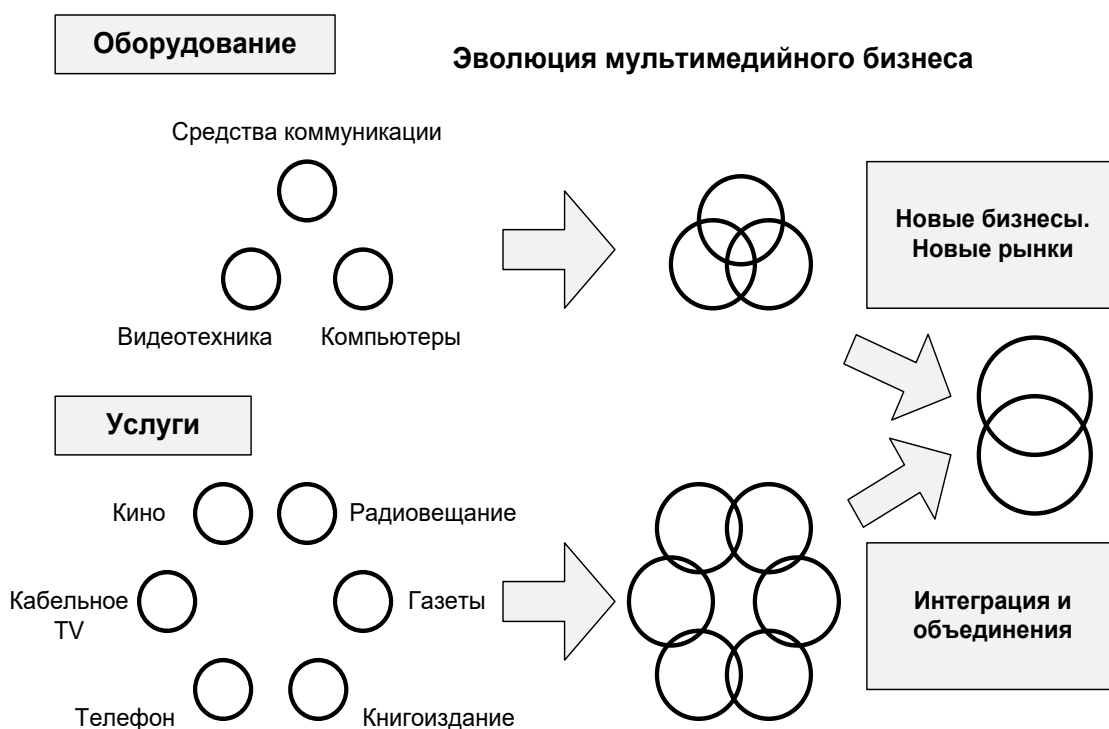 Оборудование
Эволюция мультимедийного бизнеса
Средства коммуникации
Видеотехника
Компьютеры
Новые бизнесы.
Новые рынки
Услуги
Кино
Радиовещание
Кабельное
TV
Газеты
Телефон
Книгоиздание
Интеграция и
объединения